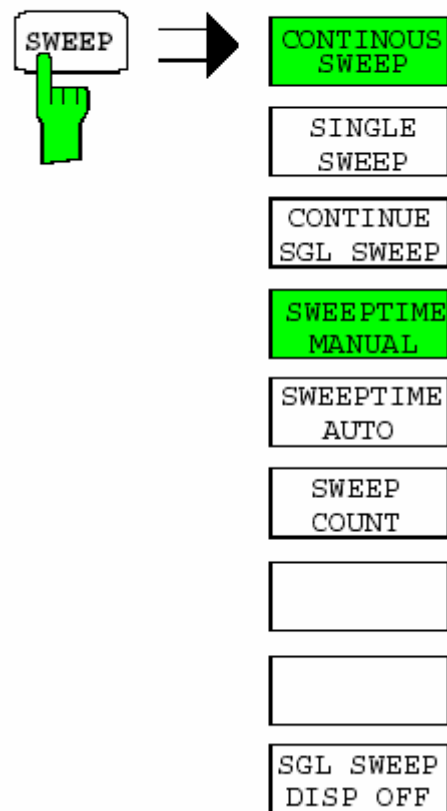 SWEEP
CONTINOUS
SWEEP
SINGLE
SWEEP
CONTINUE
SGL SWEEP
SWEEPTIME
MANUAL
SWEEPTIME
AUTO
SWEEP
COUNT
SGL SWEEP
DISP OFF